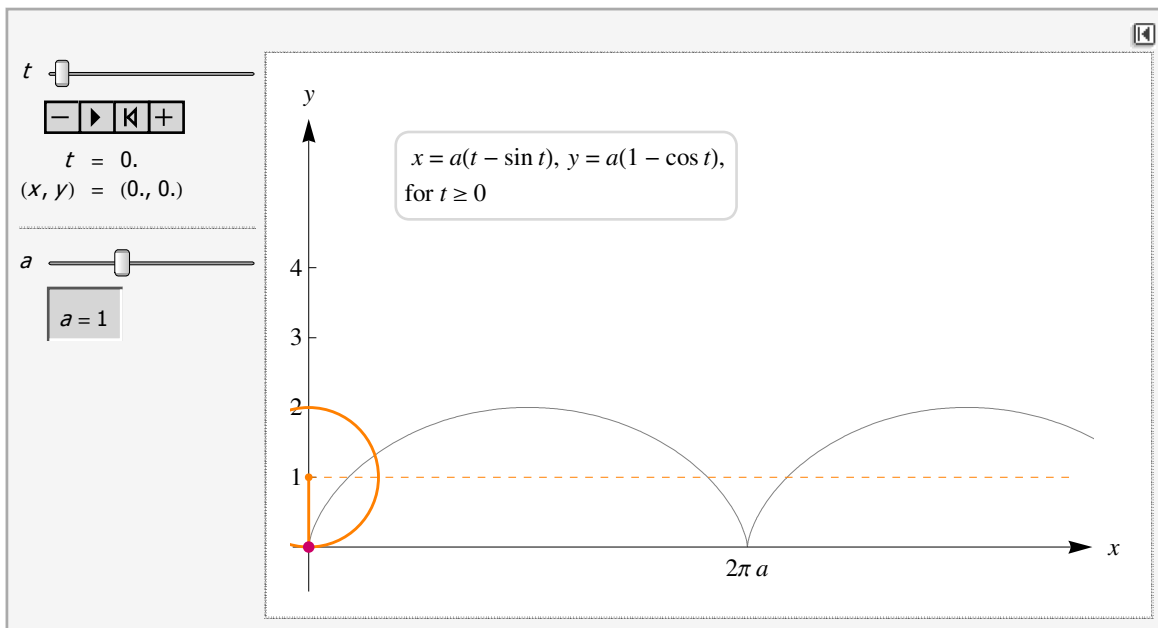 t
t = 0.
(x, y) = (0., 0.)
a
a = 1
y
x = a(t − sin t), y = a(1 − cos t),
for t ≥ 0
4
3
2
1
x
2π a